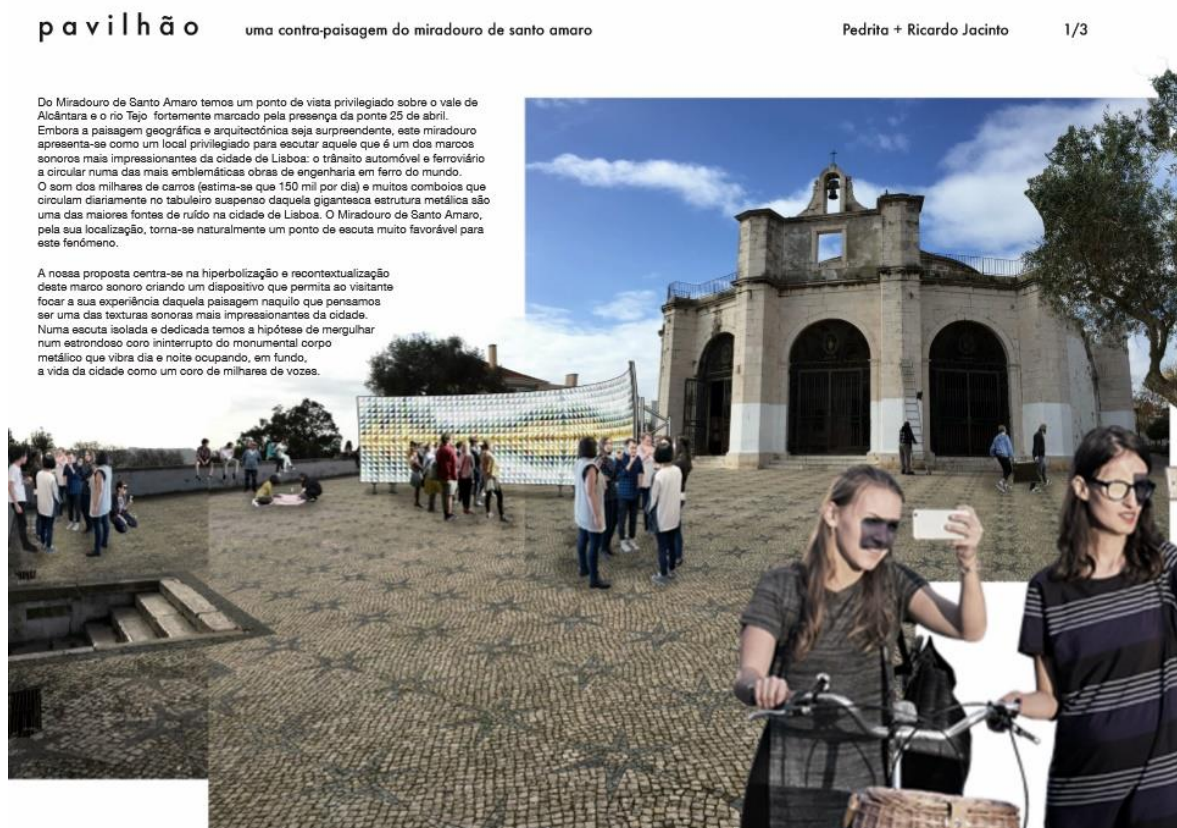 pavilhão
uma contra-paisagem do miradouro de santo amaro
Pedrita + Ricardo Jacinto
1/3
Do Miradouro de Santo Amaro temos um ponto de vista privilegiado sobre o vale de
Alcântara e o rio Tejo fortemente marcado pela presença da ponte 25 de abril.
Embora a paisagem geográfica e arquitectónica seja surpreendente, este miradouro
apresenta-se como um local privilegiado para escutar aquele que é um dos marcos
sonoros mais impressionantes da cidade de Lisboa: o trânsito automóvel e ferroviário
a circular numa das mais emblemáticas obras de engenharia em ferro do mundo.
O som dos milhares de carros (estima-se que 150 mil por dia) e muitos comboios que
circulam diariamente no tabuleiro suspenso daquela gigantesca estrutura metálica são
uma das maiores fontes de ruído na cidade de Lisboa. O Miradouro de Santo Amaro,
pela sua localização, torna-se naturalmente um ponto de escuta muito favorável para
este fenómeno.
A nossa proposta centra-se na hiperbolização e recontextualização
deste marco sonoro criando um dispositivo que permita ao visitante
focar a sua experiência daquela paisagem naquilo que pensamos
ser uma das texturas sonoras mais impressionantes da cidade.
Numa escuta isolada e dedicada temos a hipótese de mergulhar
num estrondoso coro ininterrupto do monumental corpo
metálico que vibra dia e noite ocupando, em fundo,
a vida da cidade como um coro de milhares de vozes.